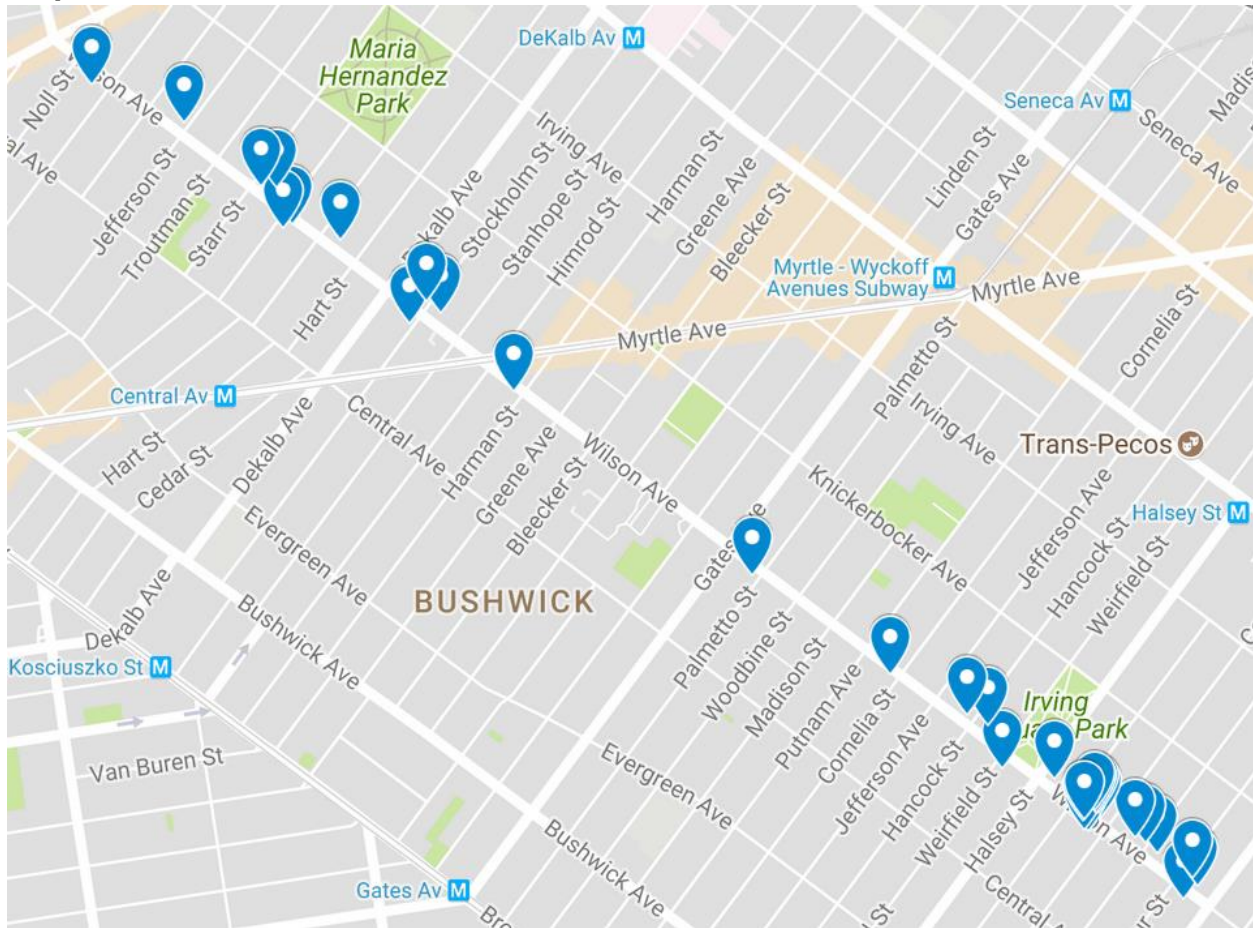 Maria
Hernandez
Park
DeKalb Av M
Seneca Av M
Seneca Ave
Noll St
Jefferson St
Troutman St
Starr St
Hart St
Stockholm St
Stanhope St
Himrod St
Irving Ave
Harman St
Greene Ave
Bleecker St
Linden St
Gates Ave
Myrtle - Wyckoff
Avenues Subway M
Myrtle Ave
Myrtle Ave
Cornelia St
Central Av M
Central Ave
Hart St
Cedar St
Dekalb Ave
Harman St
Greene Ave
Bleecker St
Wilson Ave
Palmetto St
Irving Ave
Trans-Pecos
Knickerbocker Ave
Jefferson Ave
Hancock St
Weirfield St
Halsey St M
Evergreen Ave
BUSHWICK
Bushwick Ave
Dekalb Ave
Kosciuszko St M
Van Buren St
Palmetto St
Woodbine St
Madison St
Putnam Ave
Cornelia St
Jefferson Ave
Hancock St
Weirfield St
Halsey St
Irving
Park
Evergreen Ave
Bushwick Ave
Gates Av M